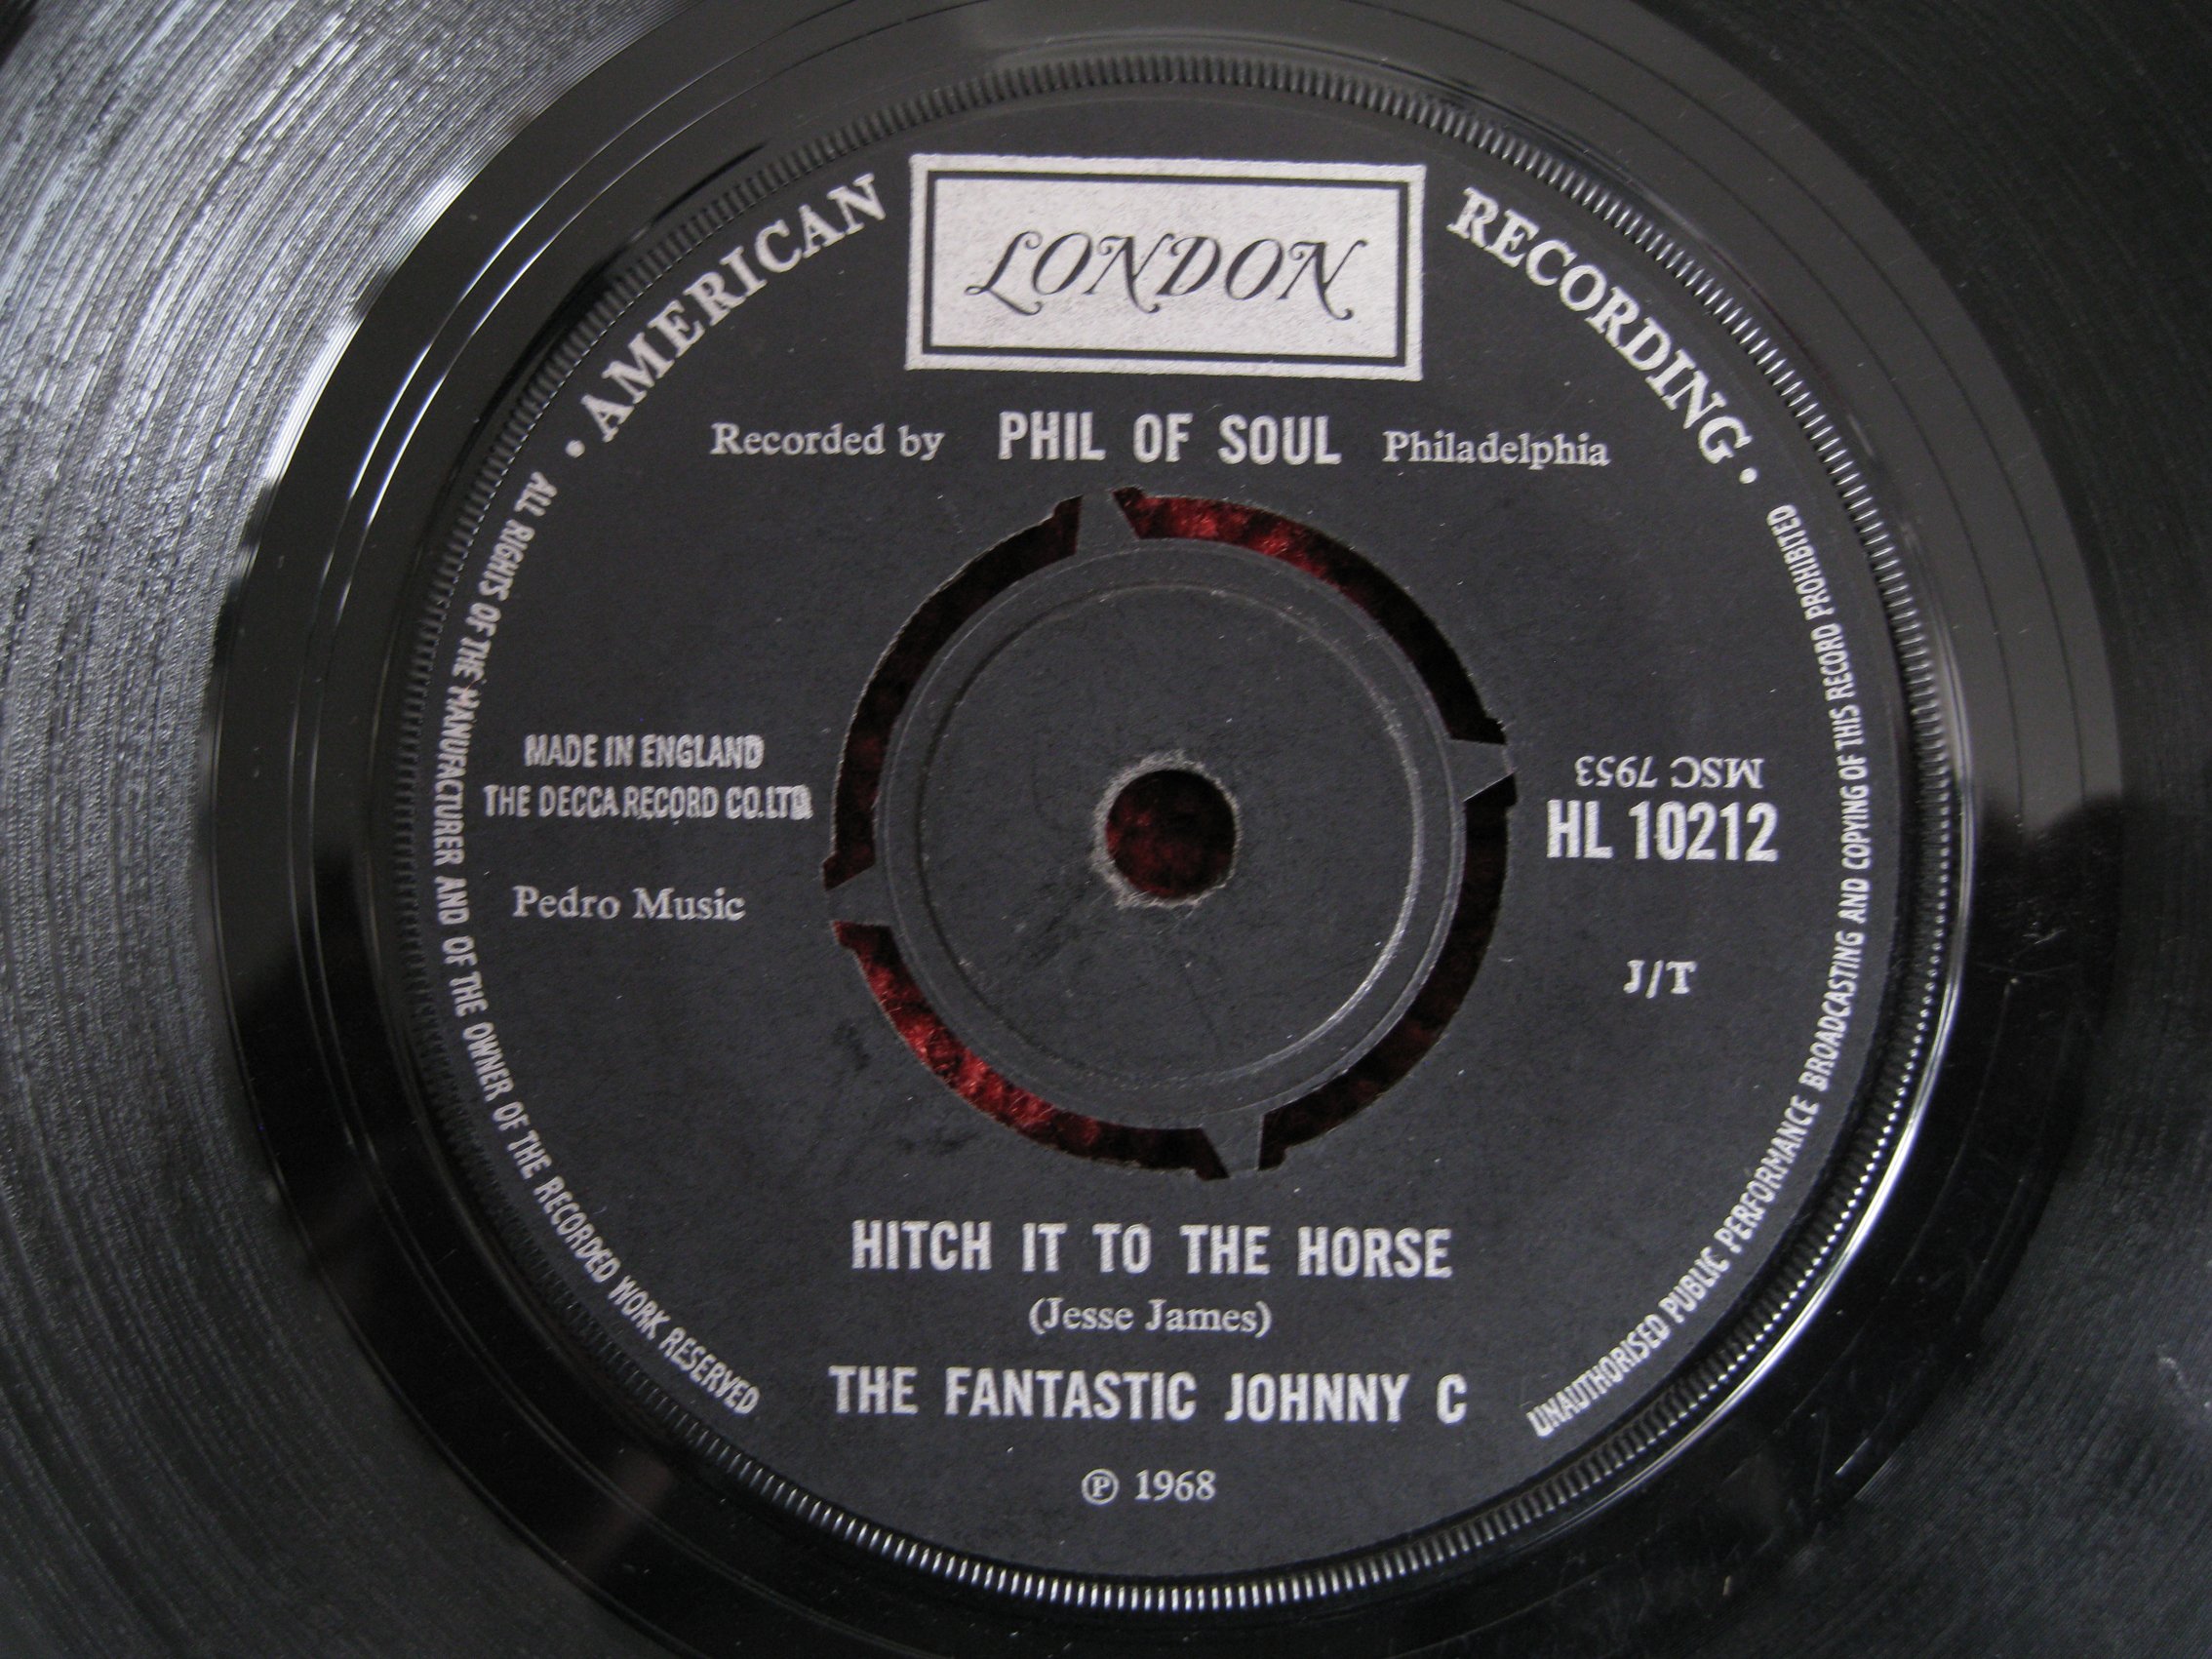 • AMERICAN
LONDON
RECORDING •
Recorded by PHIL OF SOUL Philadelphia
MADE IN ENGLAND
THE DECCA RECORD CO.LTD
Pedro Music
MSC 7953
HL 10212
J/T
HITCH IT TO THE HORSE
(Jesse James)
THE FANTASTIC JOHNNY C
℗ 1968
ALL RIGHTS OF THE MANUFACTURER AND OF THE OWNER OF THE RECORDED WORK RESERVED
UNAUTHORISED PUBLIC PERFORMANCE BROADCASTING AND COPYING OF THIS RECORD PROHIBITED